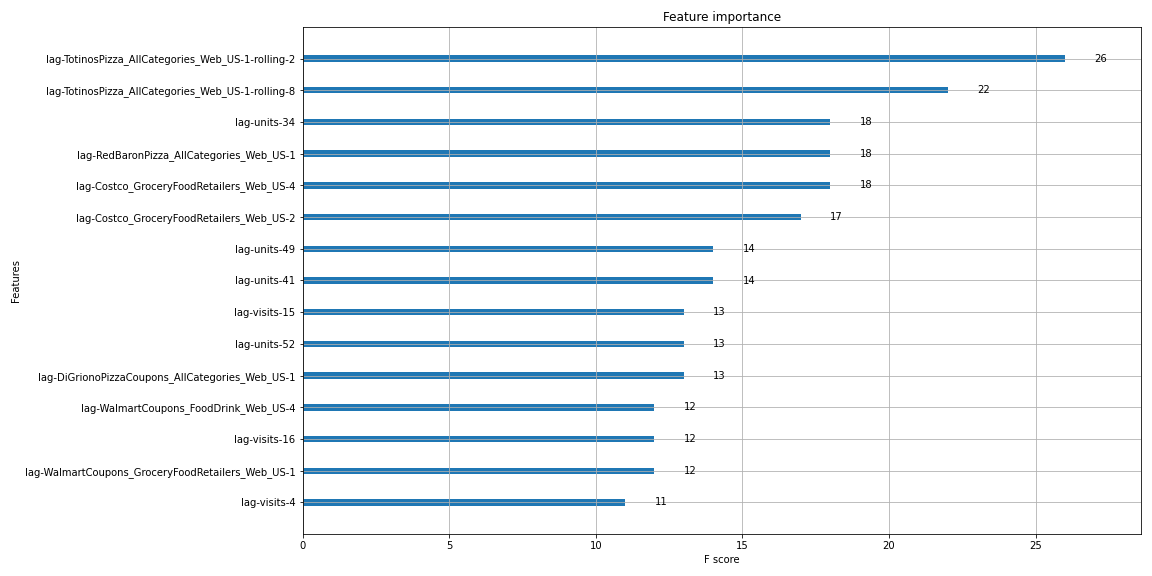 Feature importance
Features
lag-TotinosPizza_AllCategories_Web_US-1-rolling-2 26
lag-TotinosPizza_AllCategories_Web_US-1-rolling-8 22
lag-units-34 18
lag-RedBaronPizza_AllCategories_Web_US-1 18
lag-Costco_GroceryFoodRetailers_Web_US-4 18
lag-Costco_GroceryFoodRetailers_Web_US-2 17
lag-units-49 14
lag-units-41 14
lag-visits-15 13
lag-units-52 13
lag-DiGrionoPizzaCoupons_AllCategories_Web_US-1 13
lag-WalmartCoupons_FoodDrink_Web_US-4 12
lag-visits-16 12
lag-WalmartCoupons_GroceryFoodRetailers_Web_US-1 12
lag-visits-4 11
0 5 10 15 20 25
F score